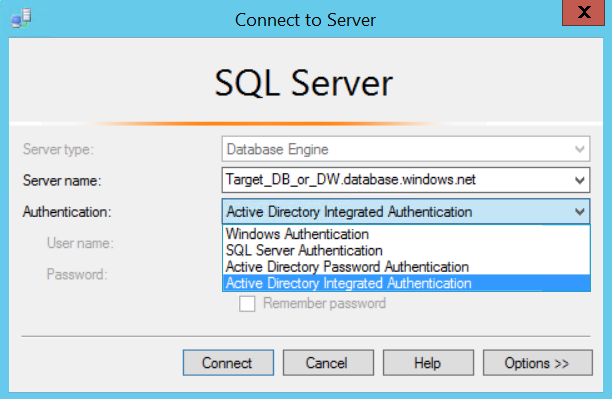 Connect to Server
X
SQL Server
Server type: Database Engine
Server name: Target_DB_or_DW.database.windows.net
Authentication: Active Directory Integrated Authentication
Windows Authentication
User name:
SQL Server Authentication
Active Directory Password Authentication
Password:
Active Directory Integrated Authentication
Remember password
Connect Cancel Help Options >>